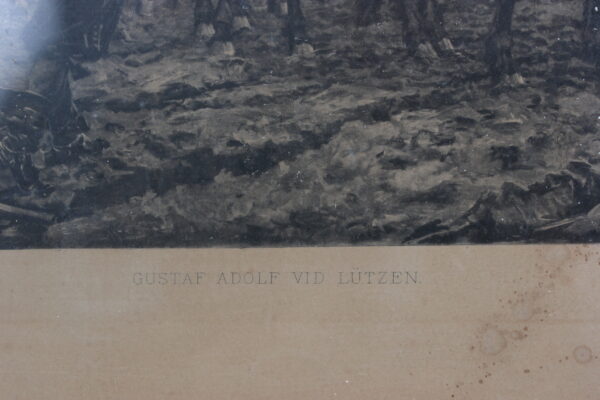 GUSTAF ADOLF VID LÜTZEN.